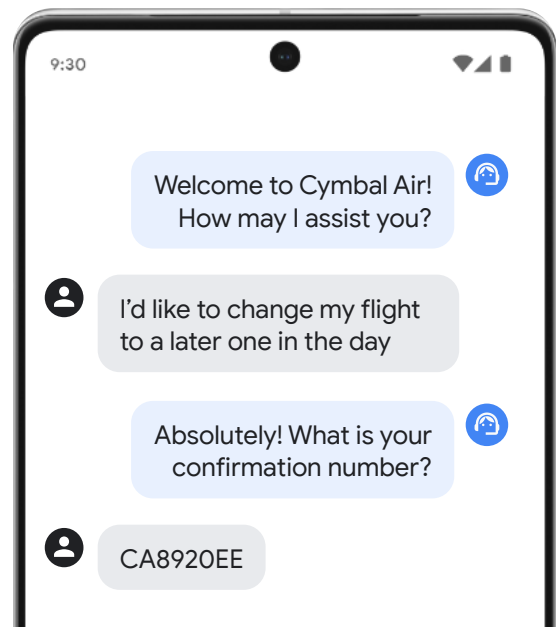 9:30
Welcome to Cymbal Air!
How may I assist you?
I’d like to change my flight
to a later one in the day
Absolutely! What is your
confirmation number?
CA8920EE